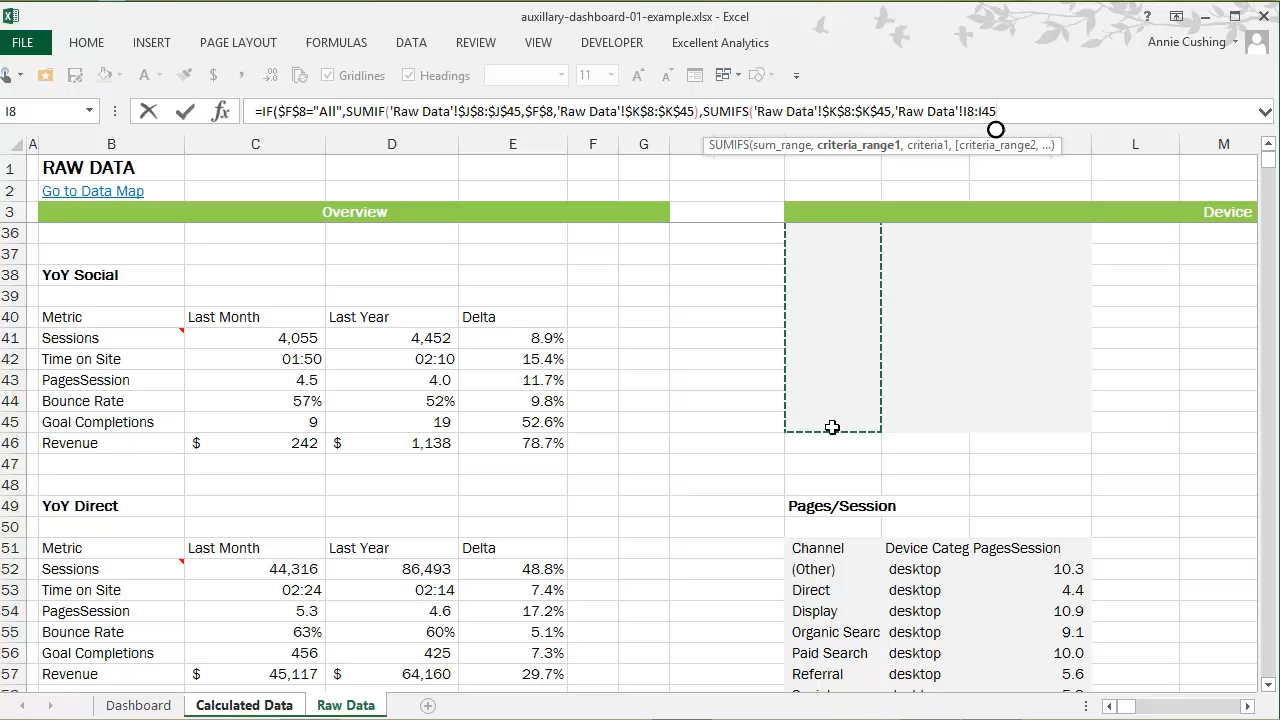 auxillary-dashboard-01-example.xlsx - Excel
FILE HOME INSERT PAGE LAYOUT FORMULAS DATA REVIEW VIEW DEVELOPER Excellent Analytics Annie Cushing
Gridlines Headings 11
I8 =IF($F$8="All",SUMIF('Raw Data'!$J$8:$J$45,$F$8,'Raw Data'!$K$8:$K$45),SUMIFS('Raw Data'!$K$8:$K$45,'Raw Data'!I8:I45
SUMIFS(sum_range, criteria_range1, criteria1, [criteria_range2, ...)
A B C D E F G L M
1 RAW DATA
2 Go to Data Map
3 Overview Device
36
37
38 YoY Social
39
40 Metric Last Month Last Year Delta
41 Sessions 4,055 4,452 8.9%
42 Time on Site 01:50 02:10 15.4%
43 PagesSession 4.5 4.0 11.7%
44 Bounce Rate 57% 52% 9.8%
45 Goal Completions 9 19 52.6%
46 Revenue $ 242 $ 1,138 78.7%
47
48
49 YoY Direct Pages/Session
50
51 Metric Last Month Last Year Delta Channel Device Categ PagesSession
52 Sessions 44,316 86,493 48.8% (Other) desktop 10.3
53 Time on Site 02:24 02:14 7.4% Direct desktop 4.4
54 PagesSession 5.3 4.6 17.2% Display desktop 10.9
55 Bounce Rate 63% 60% 5.1% Organic Searc desktop 9.1
56 Goal Completions 456 425 7.3% Paid Search desktop 10.0
57 Revenue $ 45,117 $ 64,160 29.7% Referral desktop 5.6
Dashboard Calculated Data Raw Data